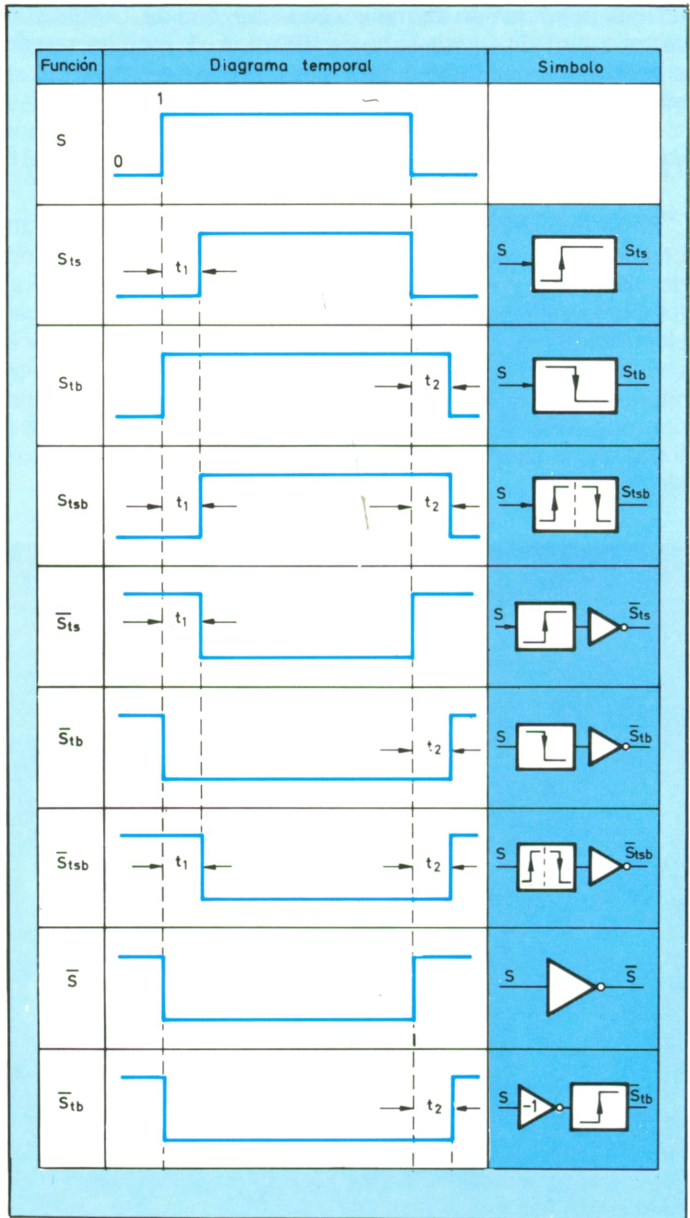 Función Diagrama temporal Simbolo
S 0 1
Sts t1 S Sts
Stb t2 S Stb
Stsb t1 t2 S Stsb
S̅ts t1 S S̅ts
S̅tb t2 S S̅tb
S̅tsb t1 t2 S S̅tsb
S̅ S S̅
S̅tb t2 S -1 S̅tb